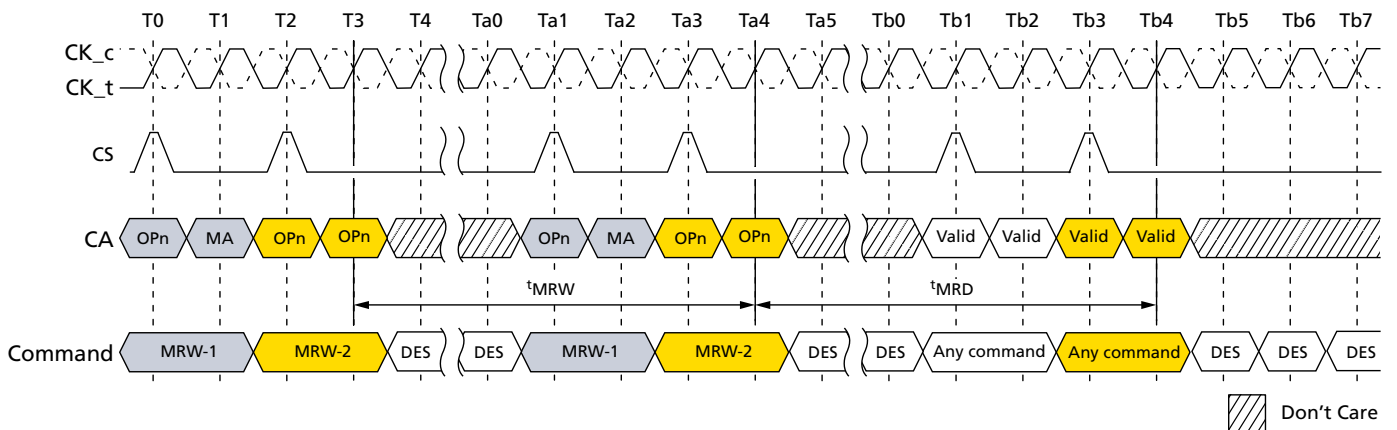 T0 T1 T2 T3 T4 Ta0 Ta1 Ta2 Ta3 Ta4 Ta5 Tb0 Tb1 Tb2 Tb3 Tb4 Tb5 Tb6 Tb7
CK_c
CK_t
CS
CA OPn MA OPn OPn OPn MA OPn OPn Valid Valid Valid Valid
tMRW tMRD
Command MRW-1 MRW-2 DES DES MRW-1 MRW-2 DES DES Any command Any command DES DES DES
Don't Care